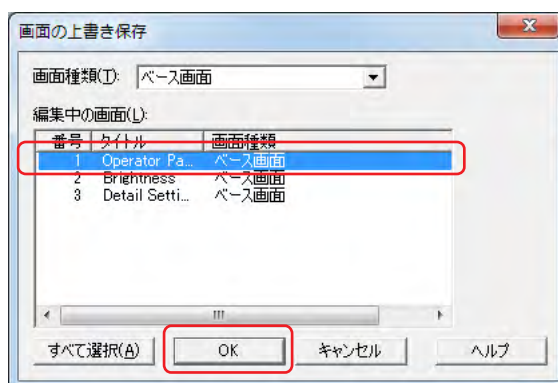 画面の上書き保存
画面種類(T): ベース画面
編集中の画面(L):
番号 タイトル 画面種類
1 Operator Pa... ベース画面
2 Brightness ベース画面
3 Detail Setti... ベース画面
すべて選択(A) OK キャンセル ヘルプ